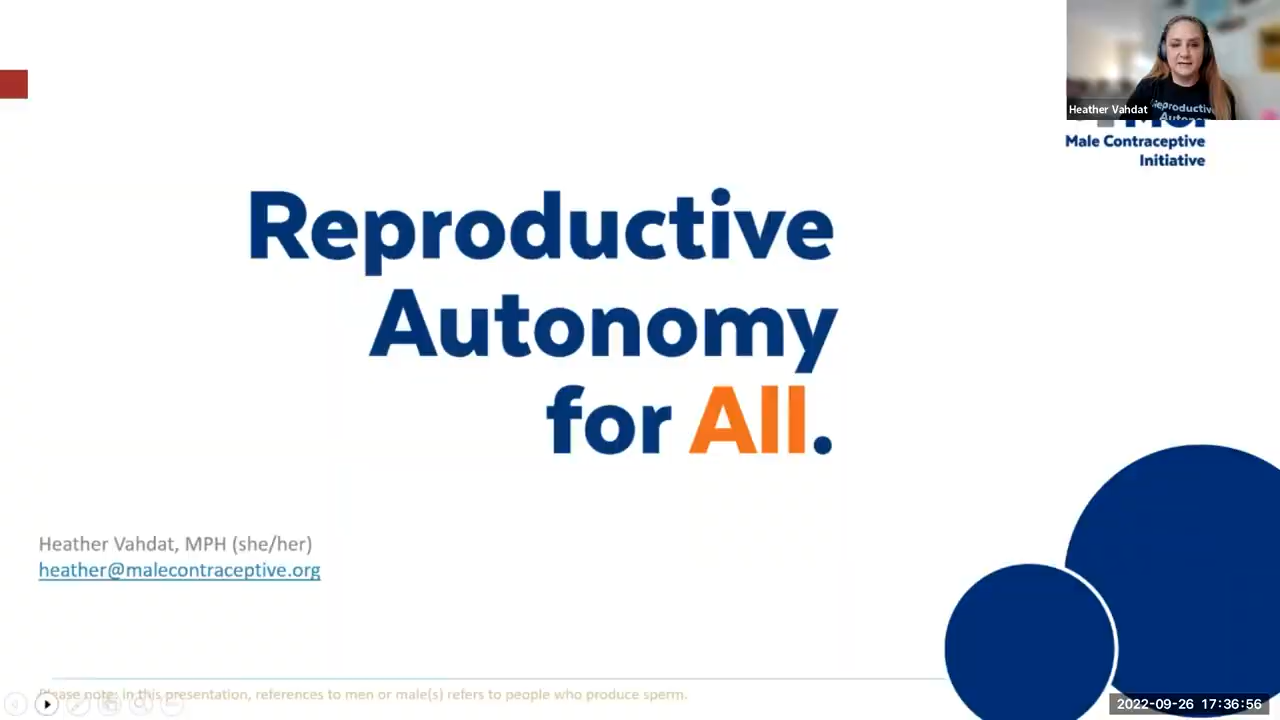 Reproductive
Autonomy
for All.
Heather Vahdat
Reproductive
Male Contraceptive
Initiative
Heather Vahdat, MPH (she/her)
heather@malecontraceptive.org
Please note: in this presentation, references to men or male(s) refers to people who produce sperm.
2022-09-26 17:36:56